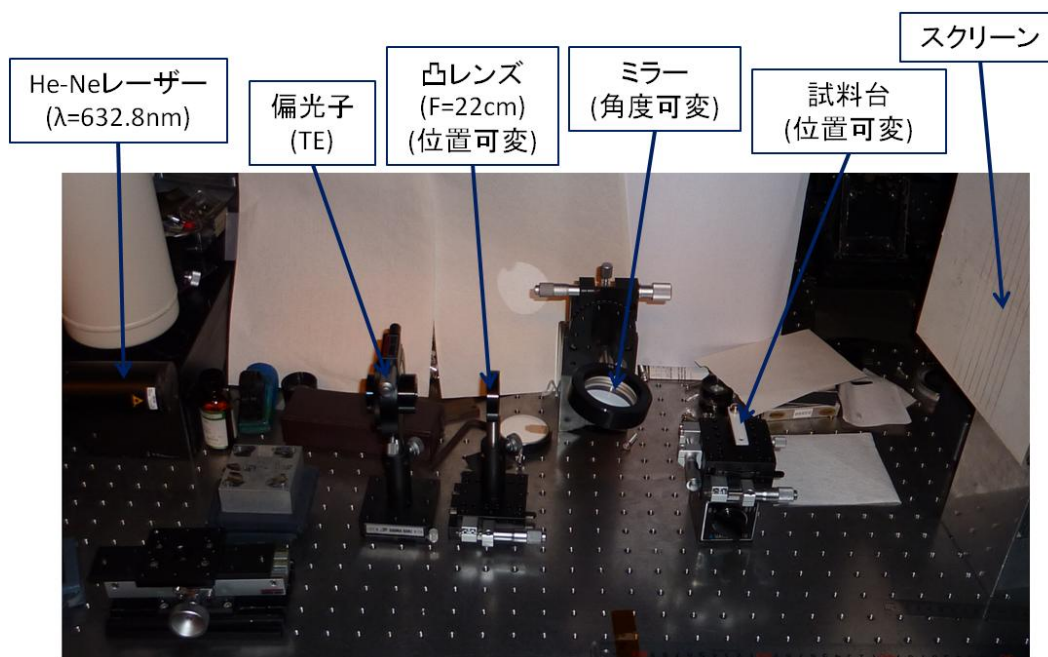 He-Neレーザー
(λ=632.8nm)
偏光子
(TE)
凸レンズ
(F=22cm)
(位置可変)
ミラー
(角度可変)
試料台
(位置可変)
スクリーン